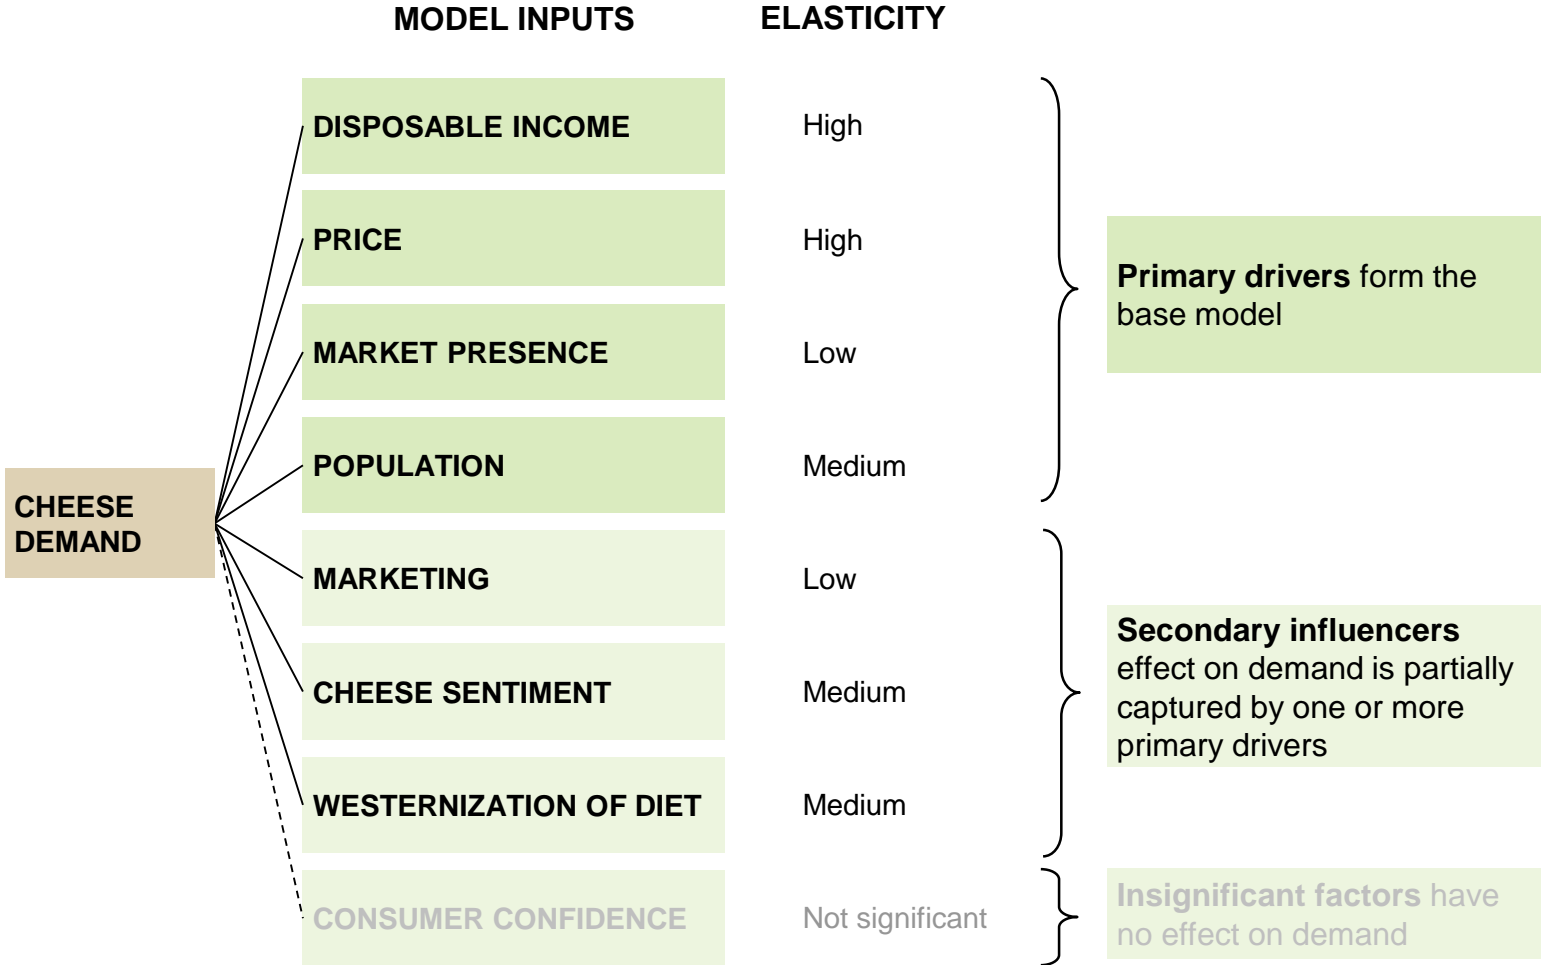 MODEL INPUTS
ELASTICITY
DISPOSABLE INCOME
High
PRICE
High
MARKET PRESENCE
Low
POPULATION
Medium
Primary drivers form the
base model
CHEESE
DEMAND
MARKETING
Low
CHEESE SENTIMENT
Medium
WESTERNIZATION OF DIET
Medium
Secondary influencers
effect on demand is partially
captured by one or more
primary drivers
CONSUMER CONFIDENCE
Not significant
Insignificant factors have
no effect on demand